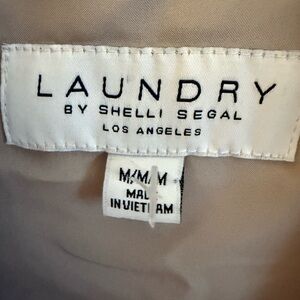 LAUNDRY
BY SHELLI SEGAL
LOS ANGELES
M/M/M
MADE
IN VIETNAM